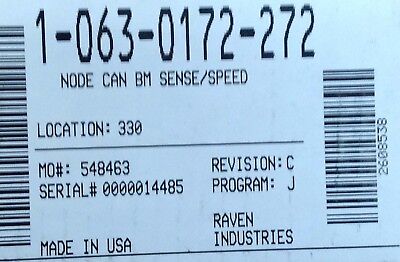 1-063-0172-272
NODE CAN BM SENSE/SPEED
LOCATION: 330
MO#: 548463 REVISION: C
SERIAL# 0000014485 PROGRAM: J
RAVEN
MADE IN USA INDUSTRIES
26085538